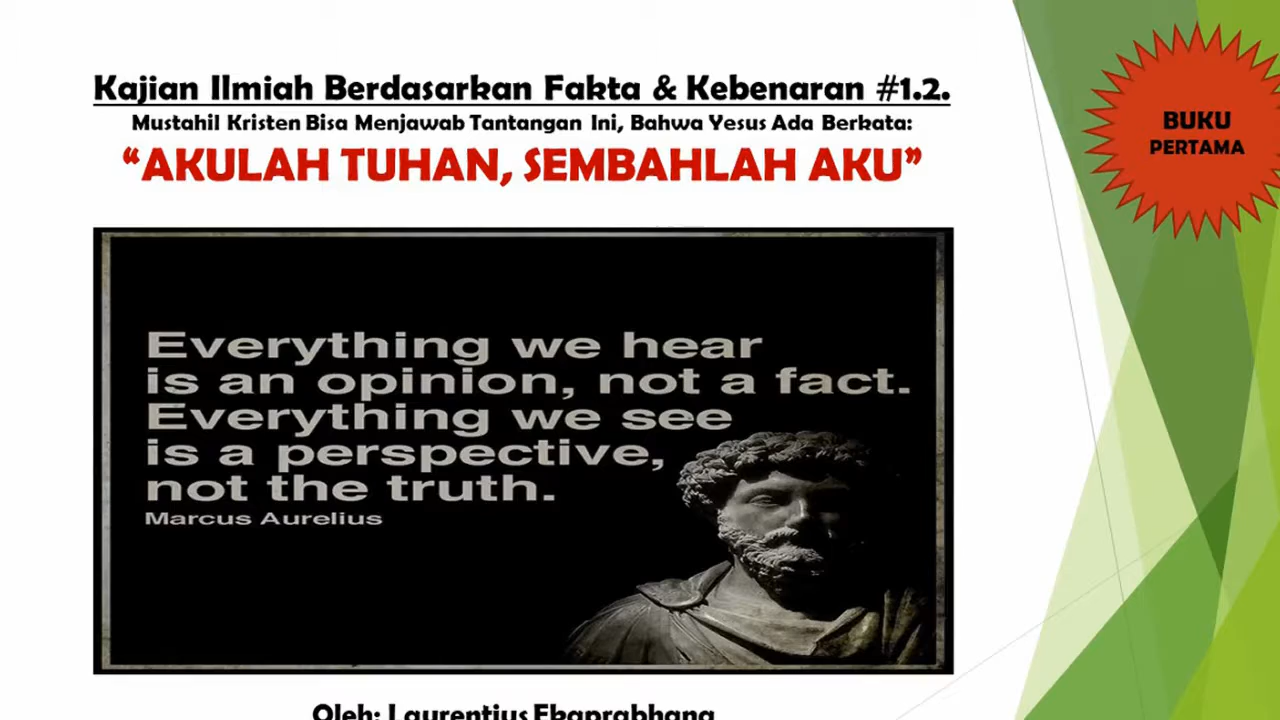 Kajian Ilmiah Berdasarkan Fakta & Kebenaran #1.2.
Mustahil Kristen Bisa Menjawab Tantangan Ini, Bahwa Yesus Ada Berkata:
“AKULAH TUHAN, SEMBAHLAH AKU”
BUKU
PERTAMA
Everything we hear
is an opinion, not a fact.
Everything we see
is a perspective,
not the truth.
Marcus Aurelius
Oleh: Laurentius Ekaprabhana